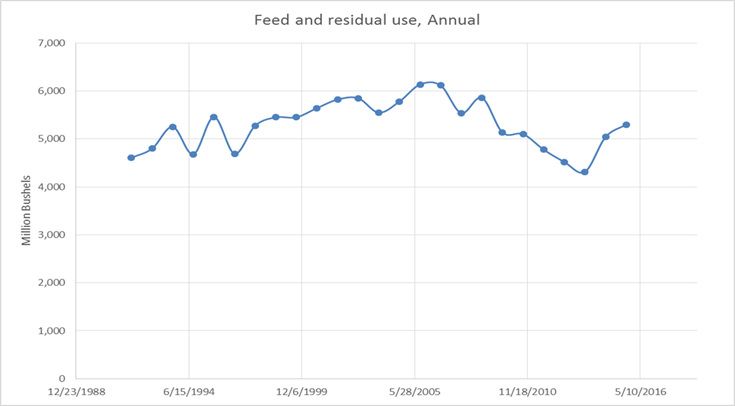 Feed and residual use, Annual
Million Bushels
7,000
6,000
5,000
4,000
3,000
2,000
1,000
0
12/23/1988 6/15/1994 12/6/1999 5/28/2005 11/18/2010 5/10/2016